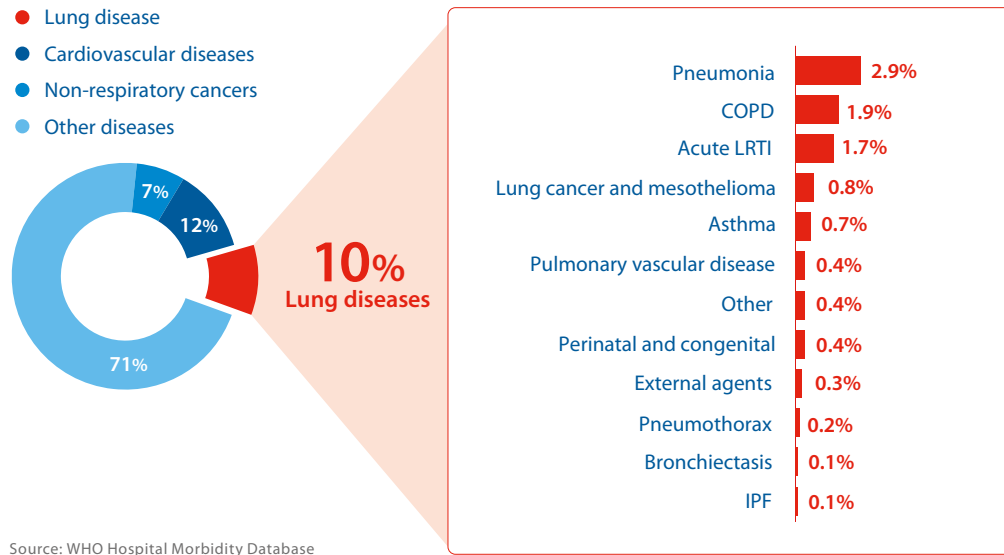 Lung disease
Cardiovascular diseases
Non-respiratory cancers
Other diseases
7%
12%
71%
10%
Lung diseases
Pneumonia 2.9%
COPD 1.9%
Acute LRTI 1.7%
Lung cancer and mesothelioma 0.8%
Asthma 0.7%
Pulmonary vascular disease 0.4%
Other 0.4%
Perinatal and congenital 0.4%
External agents 0.3%
Pneumothorax 0.2%
Bronchiectasis 0.1%
IPF 0.1%
Source: WHO Hospital Morbidity Database